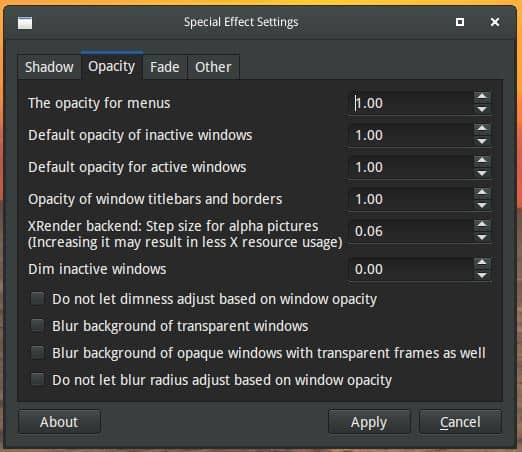 Special Effect Settings
Shadow Opacity Fade Other
The opacity for menus 1.00
Default opacity of inactive windows 1.00
Default opacity for active windows 1.00
Opacity of window titlebars and borders 1.00
XRender backend: Step size for alpha pictures
(Increasing it may result in less X resource usage) 0.06
Dim inactive windows 0.00
Do not let dimness adjust based on window opacity
Blur background of transparent windows
Blur background of opaque windows with transparent frames as well
Do not let blur radius adjust based on window opacity
About Apply Cancel